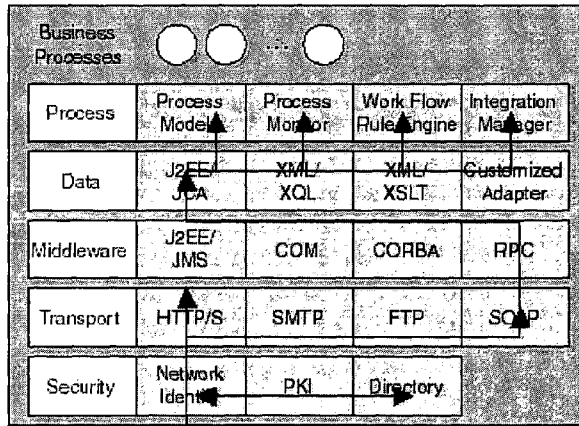 Business
Processes
...
Process
Process
Model
Process
Monitor
Work Flow
Rule Engine
Integration
Manager
Data
J2EE/
JCA
XML/
XQL
XML/
XSLT
Customized
Adapter
Middleware
J2EE/
JMS
COM
CORBA
RPC
Transport
HTTP/S
SMTP
FTP
SOAP
Security
Network
Identity
PKI
Directory